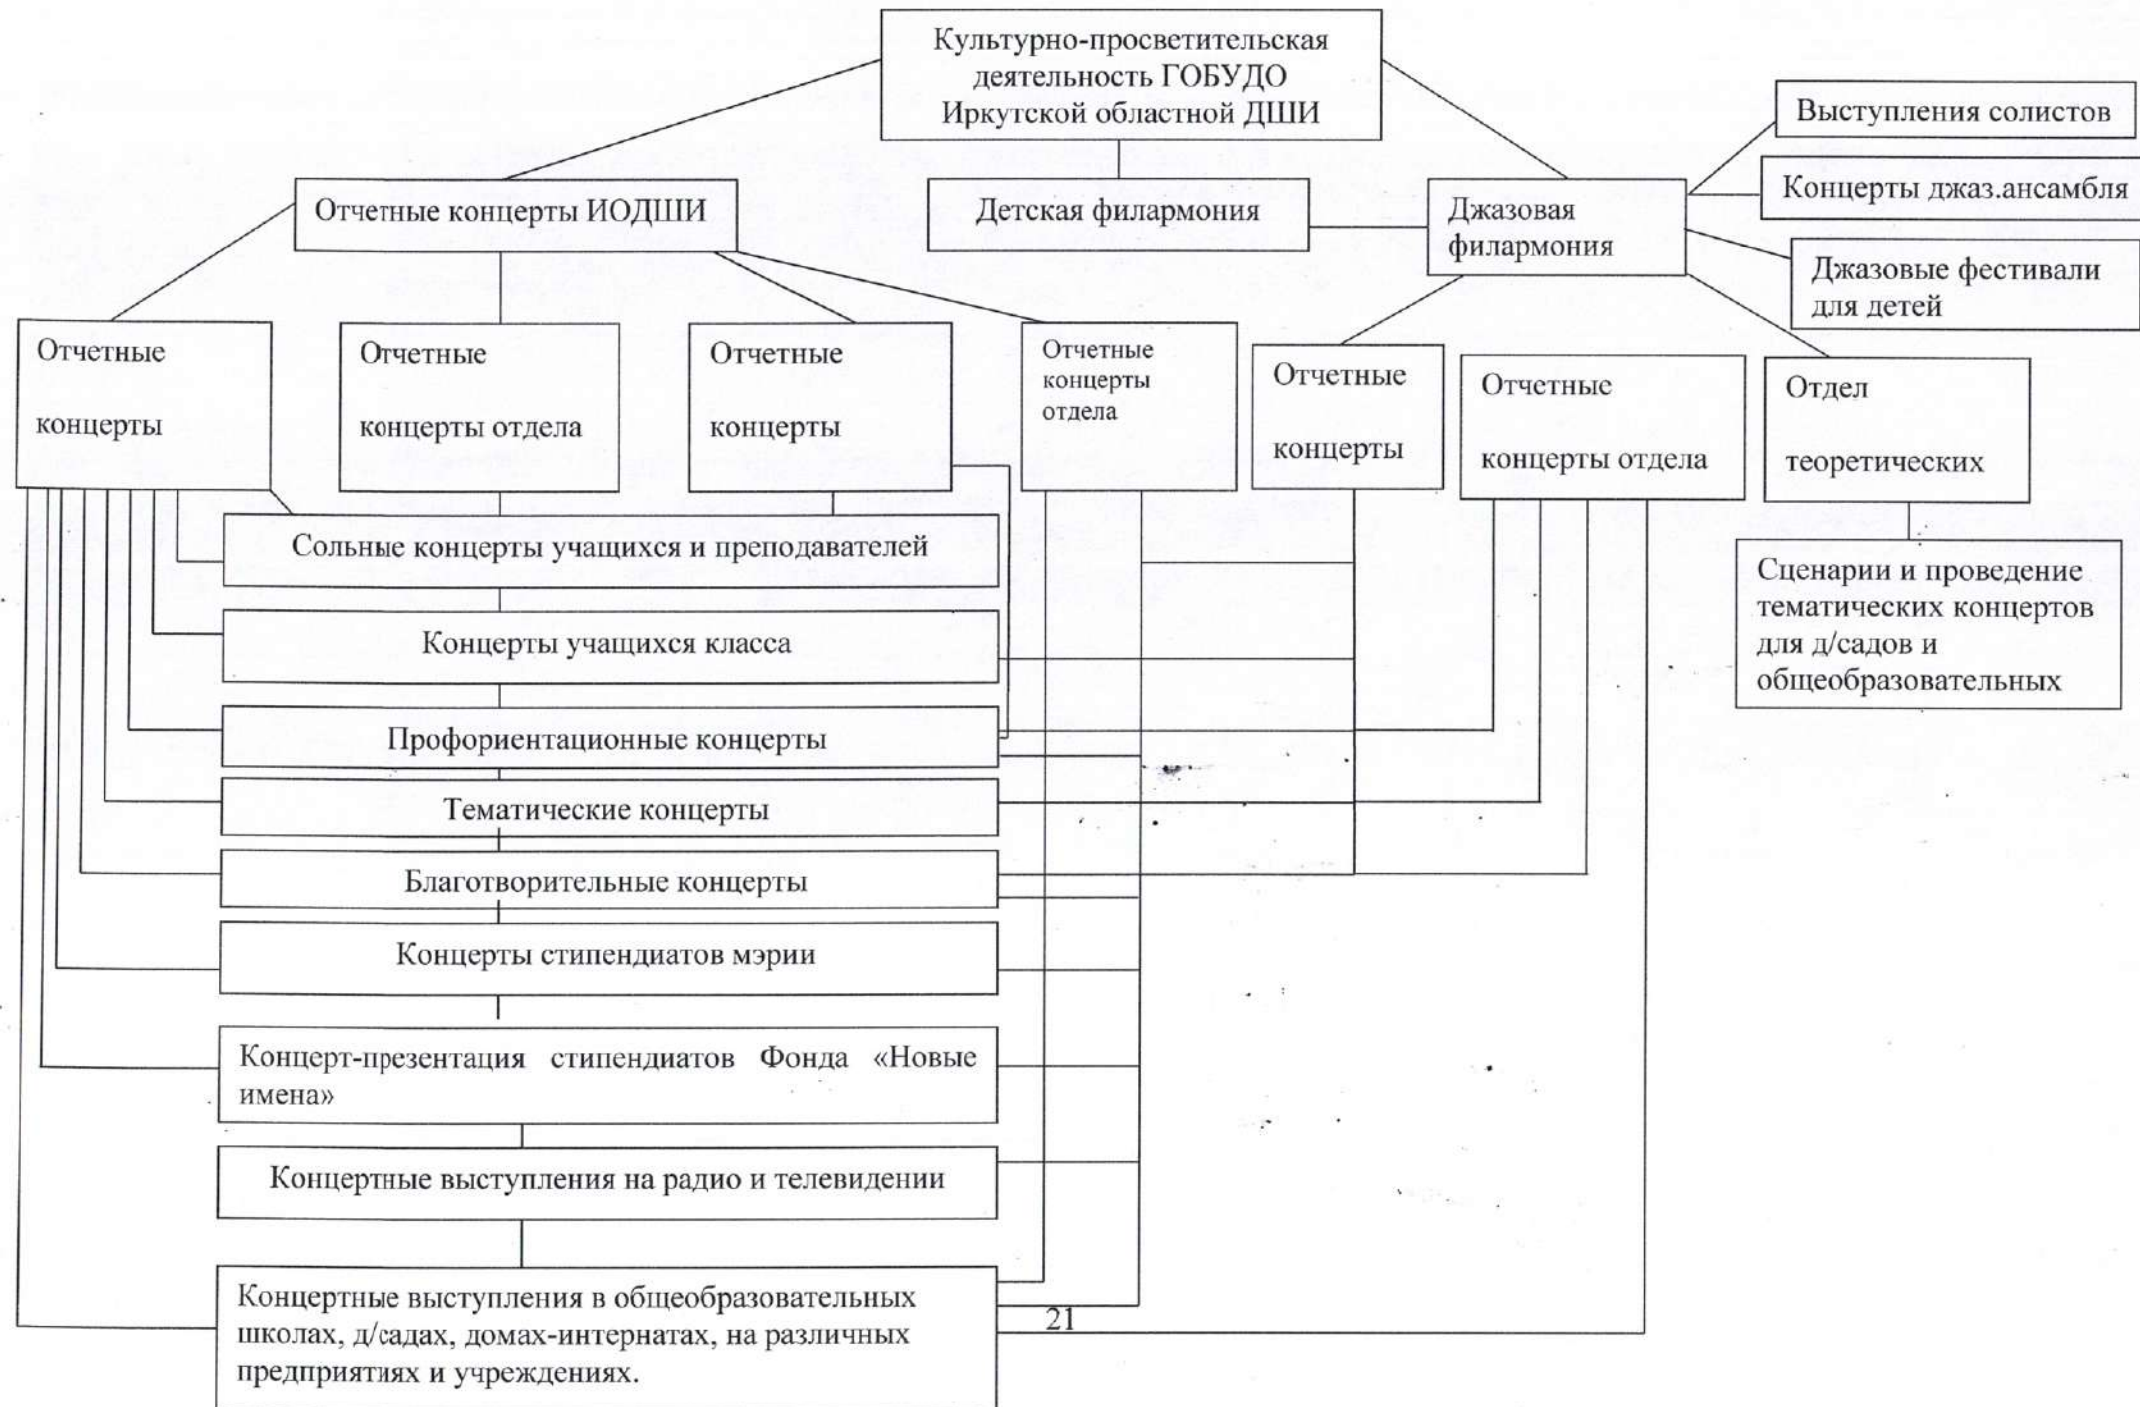 Культурно-просветительская
деятельность ГОБУДО
Иркутской областной ДШИ
Выступления солистов
Концерты джаз.ансамбля
Джазовые фестивали
для детей
Отчетные концерты ИОДШИ
Детская филармония
Джазовая
филармония
Отчетные
концерты
Отчетные
концерты отдела
Отчетные
концерты
Отчетные
концерты
отдела
Отчетные
концерты
Отчетные
концерты отдела
Отдел
теоретических
Сценарии и проведение
тематических концертов
для д/садов и
общеобразовательных
Сольные концерты учащихся и преподавателей
Концерты учащихся класса
Профориентационные концерты
Тематические концерты
Благотворительные концерты
Концерты стипендиатов мэрии
Концерт-презентация стипендиатов Фонда «Новые
имена»
Концертные выступления на радио и телевидении
Концертные выступления в общеобразовательных
школах, д/садах, домах-интернатах, на различных
предприятиях и учреждениях.
21